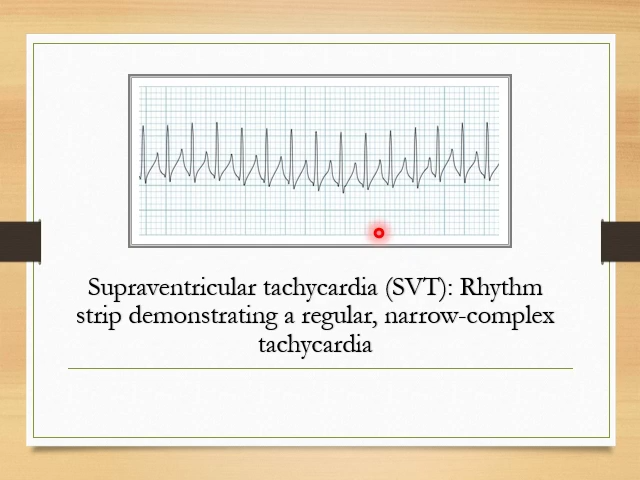 Supraventricular tachycardia (SVT): Rhythm
strip demonstrating a regular, narrow-complex
tachycardia